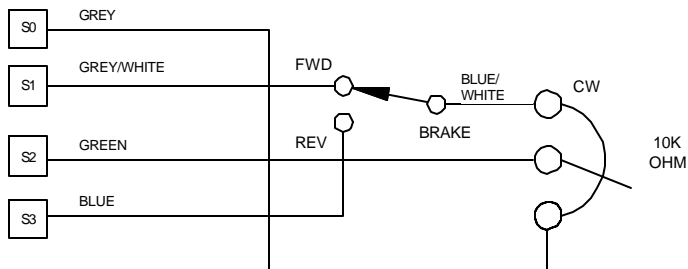 S0 GREY
S1 GREY/WHITE FWD BLUE/
WHITE CW
S2 GREEN REV BRAKE 10K
OHM
S3 BLUE